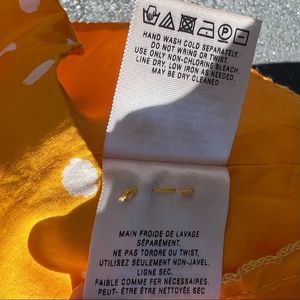 HAND WASH COLD SEPARATELY
DO NOT WRING OR TWIST.
USE ONLY NON-CHLORINE BLEACH,
LINE DRY, LOW IRON AS NEEDED,
MAY BE DRY CLEANED
MAIN FROIDE DE LAVAGE
SÉPARÉMENT.
NE PAS TORDRE OU TWIST.
UTILISEZ SEULEMENT NON-JAVEL,
LIGNE SEC,
FAIBLE COMME FER NÉCESSAIRES,
PEUT- ÊTRE ÊTRE NETTOYÉE SEC